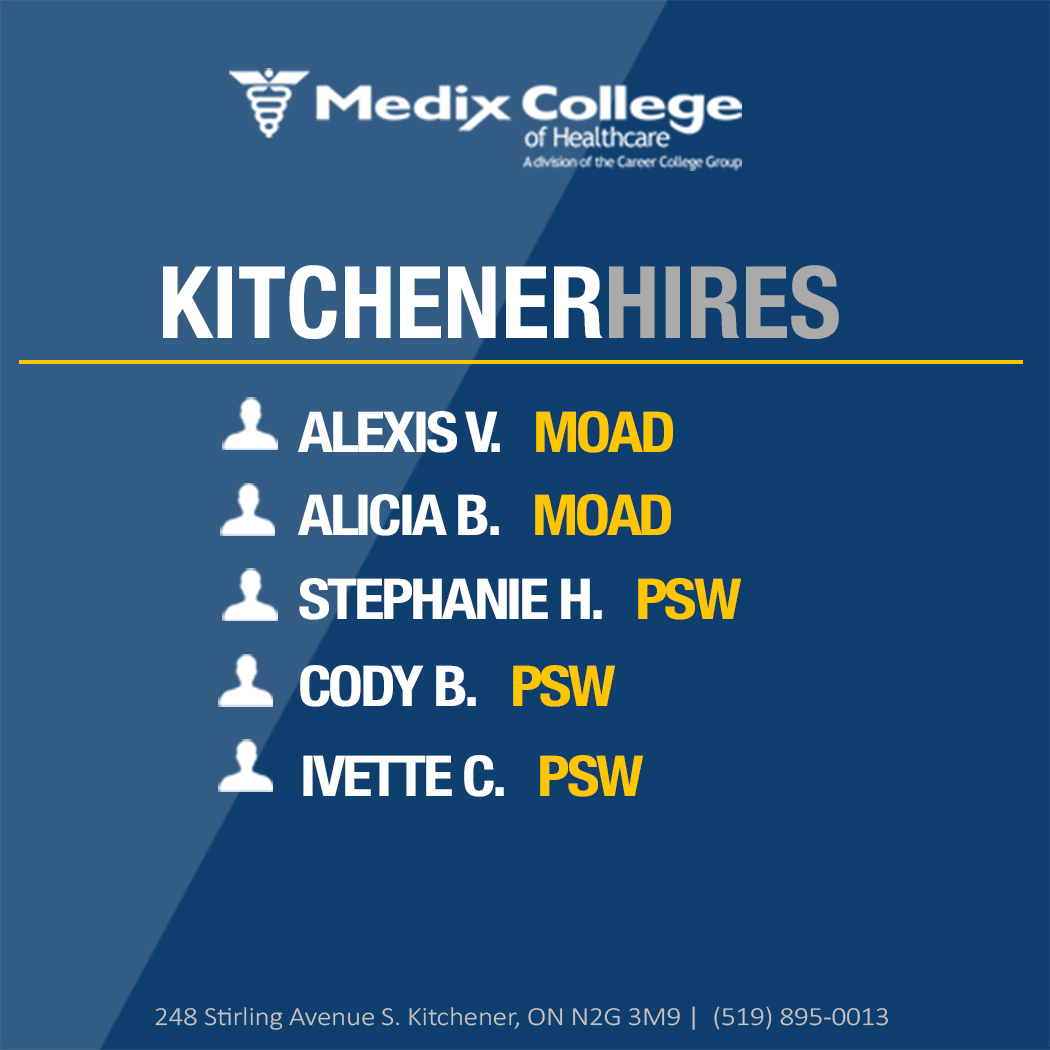 Medix College
of Healthcare
A division of the Career College Group
KITCHENERHIRES
ALEXIS V. MOAD
ALICIA B. MOAD
STEPHANIE H. PSW
CODY B. PSW
IVETTE C. PSW
248 Stirling Avenue S. Kitchener, ON N2G 3M9 | (519) 895-0013